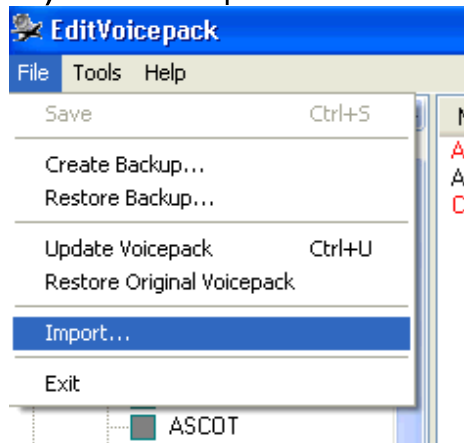 EditVoicepack
File Tools Help
Save Ctrl+S
Create Backup...
Restore Backup...
Update Voicepack Ctrl+U
Restore Original Voicepack
Import...
Exit
ASCOT